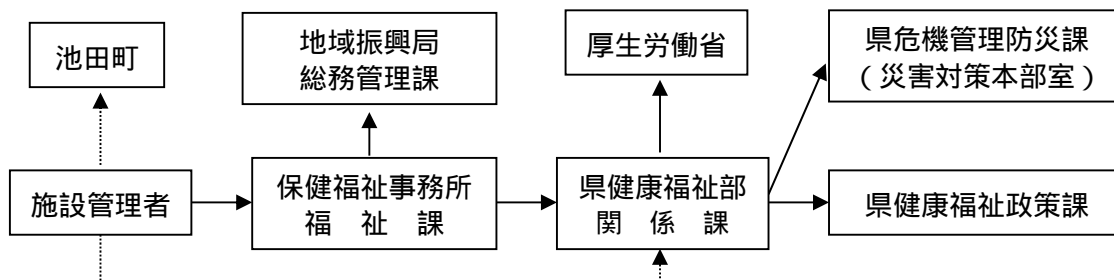 池田町
地域振興局
総務管理課
厚生労働省
県危機管理防災課
（災害対策本部室）
施設管理者
保健福祉事務所
福　祉　課
県健康福祉部
関　係　課
県健康福祉政策課